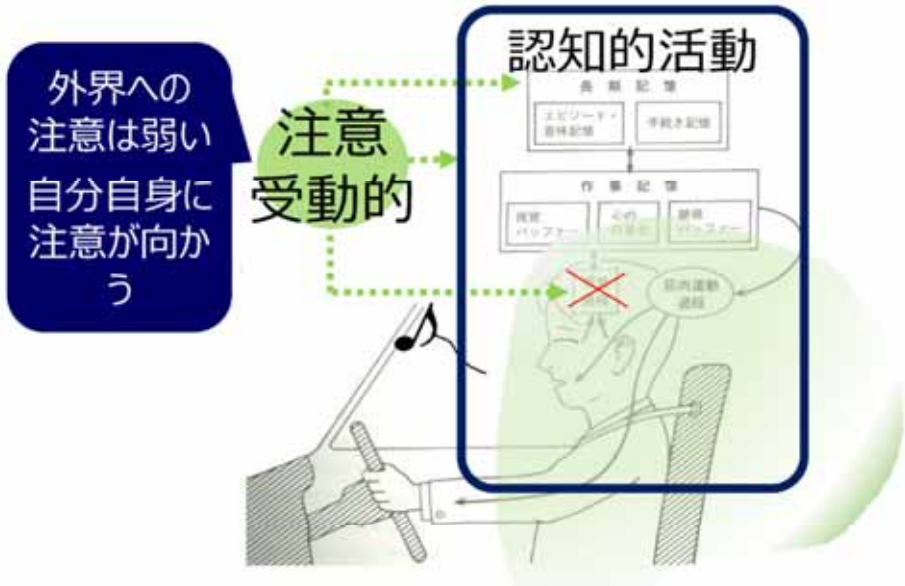 外界への
注意は弱い
自分自身に
注意が向か
う
注意
受動的
認知的活動
長期記憶
エピソード・
意味記憶
手続き記憶
作業記憶
視覚
バッファー
心の
聴覚
バッファー
筋肉運動
過程